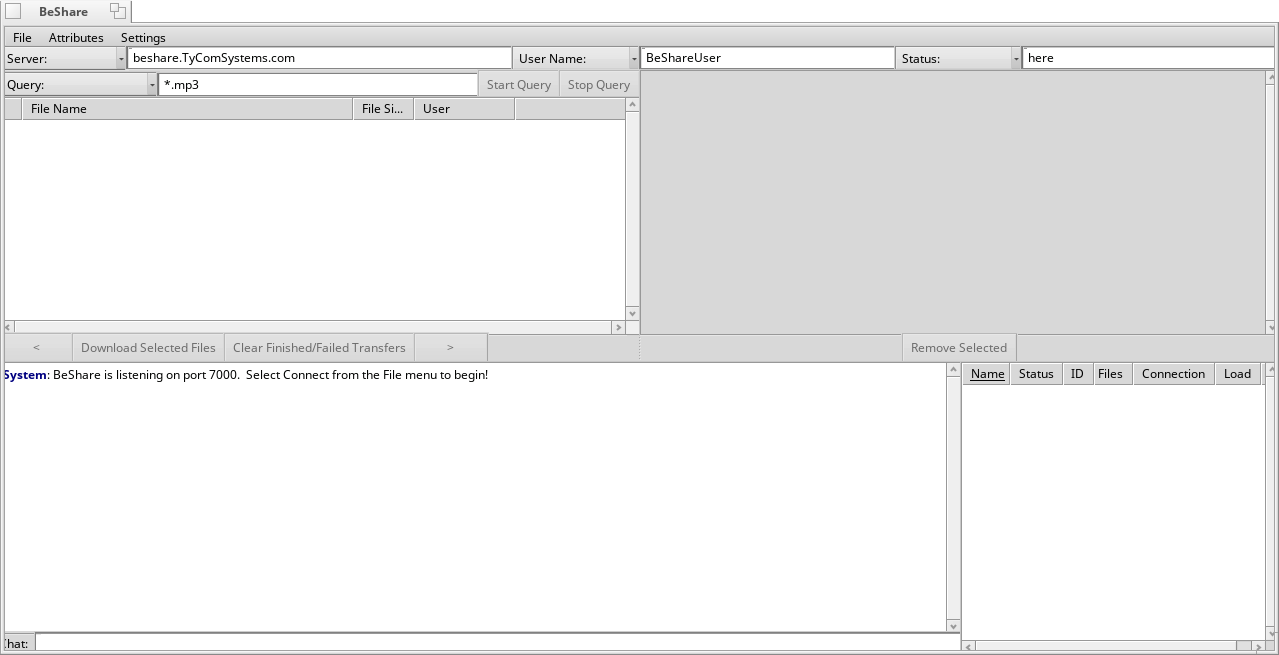 BeShare
File Attributes Settings
Server: beshare.TyComSystems.com User Name: BeShareUser Status: here
Query: *.mp3 Start Query Stop Query
File Name File Si... User
< Download Selected Files Clear Finished/Failed Transfers > Remove Selected
System: BeShare is listening on port 7000. Select Connect from the File menu to begin!
Name Status ID Files Connection Load
Chat: